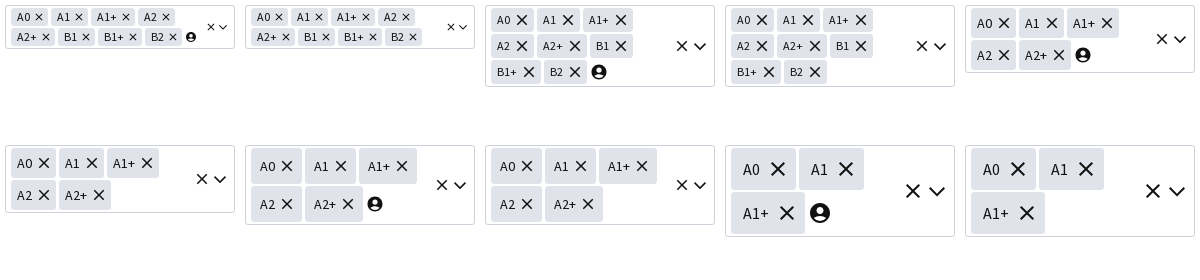 A0 A1 A1+ A2
A2+ B1 B1+ B2
A0 A1 A1+ A2
A2+ B1 B1+ B2
A0 A1 A1+
A2 A2+ B1
B1+ B2
A0 A1 A1+
A2 A2+ B1
B1+ B2
A0 A1 A1+
A2 A2+
A0 A1 A1+
A2 A2+
A0 A1 A1+
A2 A2+
A0 A1 A1+
A2 A2+
A0 A1
A1+
A0 A1
A1+